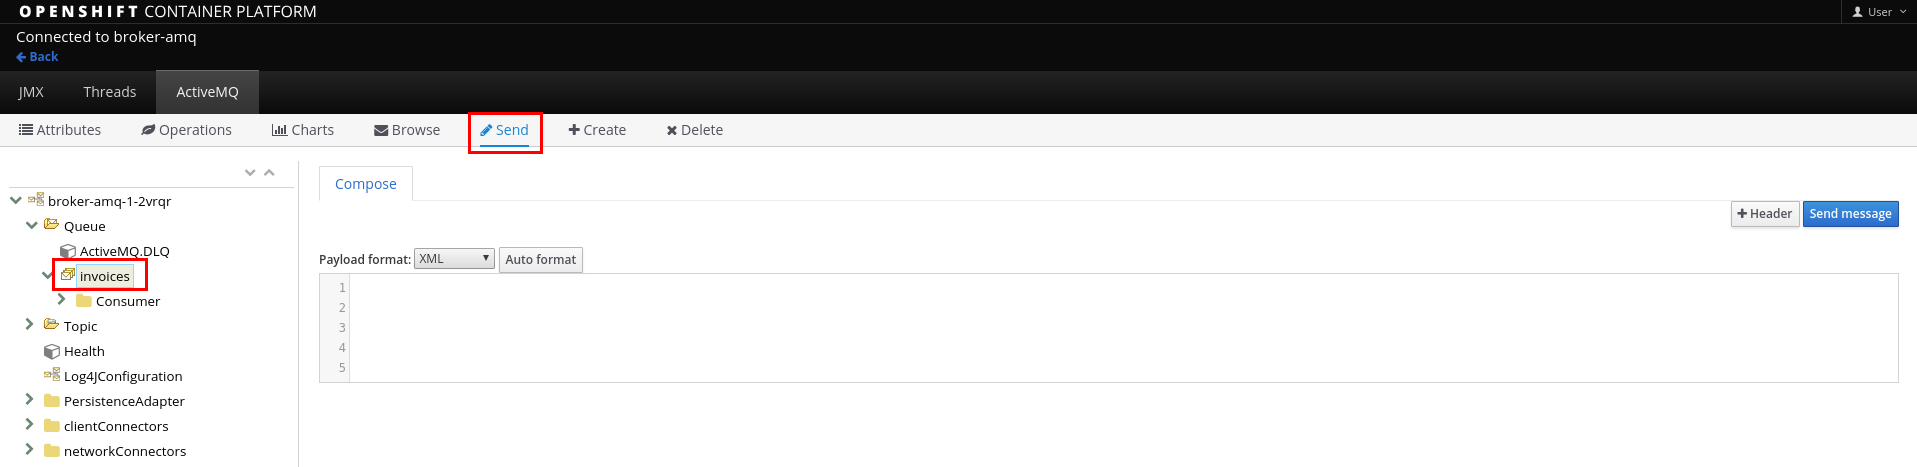 OPENSHIFT CONTAINER PLATFORM
User
Connected to broker-amq
Back
JMX Threads ActiveMQ
Attributes Operations Charts Browse Send Create Delete
broker-amq-1-2vrqr
Queue
ActiveMQ.DLQ
invoices
Consumer
Topic
Health
Log4JConfiguration
PersistenceAdapter
clientConnectors
networkConnectors
Compose
Header Send message
Payload format: XML Auto format
1
2
3
4
5